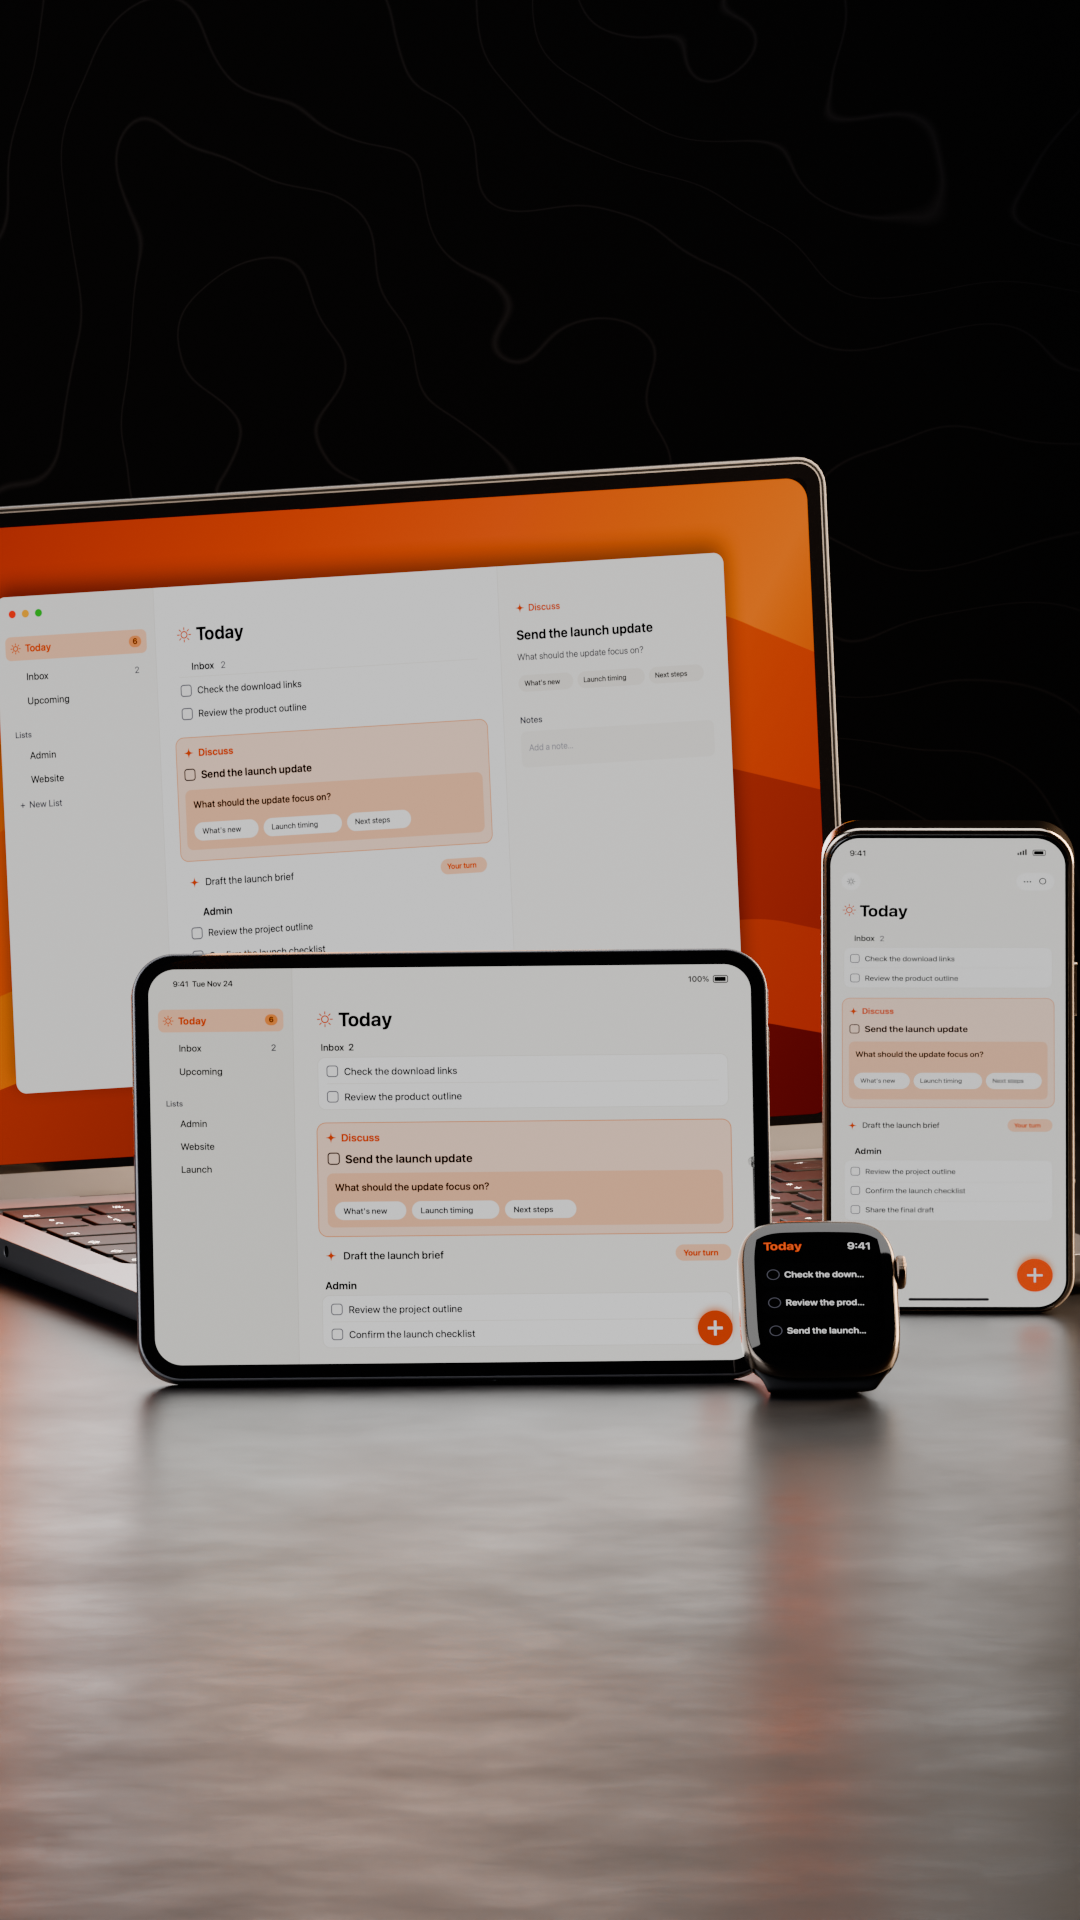 Today 6
Inbox 2
Upcoming
Lists
Admin
Website
+ New List
Today
Inbox 2
Check the download links
Review the product outline
Discuss
Send the launch update
What should the update focus on?
What's new
Launch timing
Next steps
Draft the launch brief
Your turn
Admin
Review the project outline
Confirm the launch checklist
Discuss
Send the launch update
What should the update focus on?
What's new
Launch timing
Next steps
Notes
Add a note...
9:41 Tue Nov 24
100%
Today 6
Inbox 2
Upcoming
Lists
Admin
Website
Launch
Today
Inbox 2
Check the download links
Review the product outline
Discuss
Send the launch update
What should the update focus on?
What's new
Launch timing
Next steps
Draft the launch brief
Your turn
Admin
Review the project outline
Confirm the launch checklist
9:41
Today
Inbox 2
Check the download links
Review the product outline
Discuss
Send the launch update
What should the update focus on?
What's new
Launch timing
Next steps
Draft the launch brief
Your turn
Admin
Review the project outline
Confirm the launch checklist
Share the final draft
Today 9:41
Check the down...
Review the prod...
Send the launch...